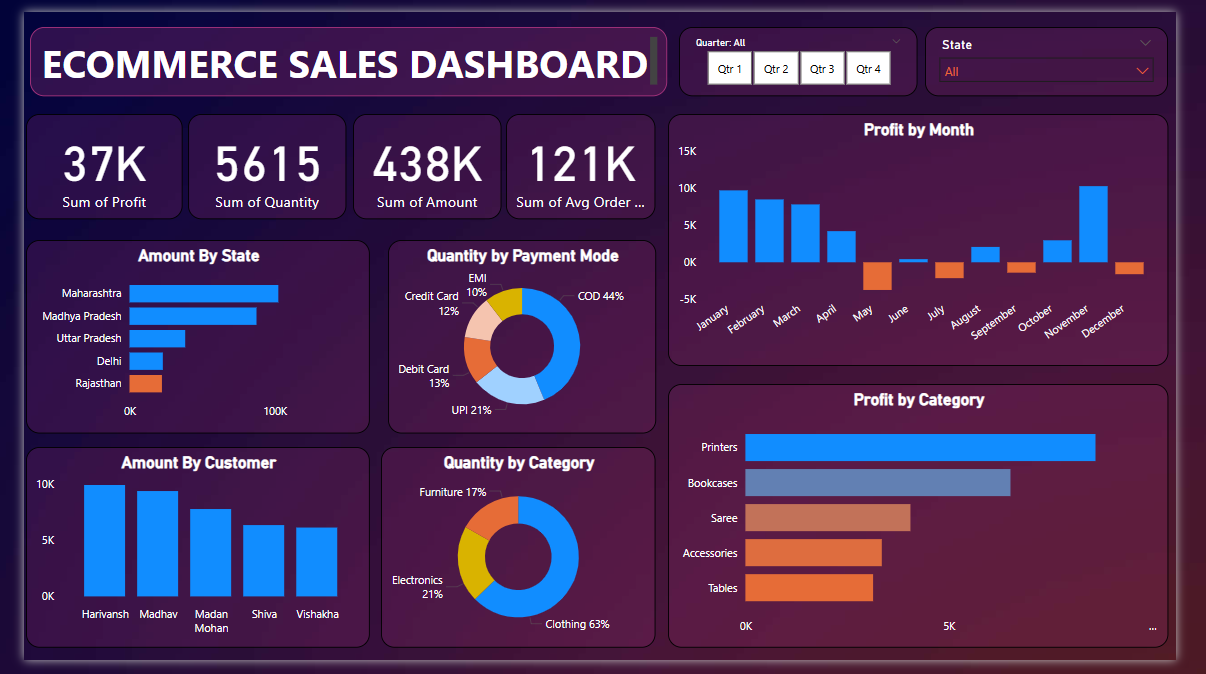 ECOMMERCE SALES DASHBOARD
Quarter: All
Qtr 1 Qtr 2 Qtr 3 Qtr 4
State
All
37K
Sum of Profit
5615
Sum of Quantity
438K
Sum of Amount
121K
Sum of Avg Order ...
Profit by Month
15K
10K
5K
0K
-5K
January February March April May June July August September October November December
Amount By State
Maharashtra
Madhya Pradesh
Uttar Pradesh
Delhi
Rajasthan
0K 100K
Quantity by Payment Mode
EMI
10%
Credit Card
12%
COD 44%
Debit Card
13%
UPI 21%
Profit by Category
Printers
Bookcases
Saree
Accessories
Tables
0K 5K ...
Amount By Customer
10K
5K
0K
Harivansh Madhav Madan Shiva Vishakha
Mohan
Quantity by Category
Furniture 17%
Electronics
21%
Clothing 63%